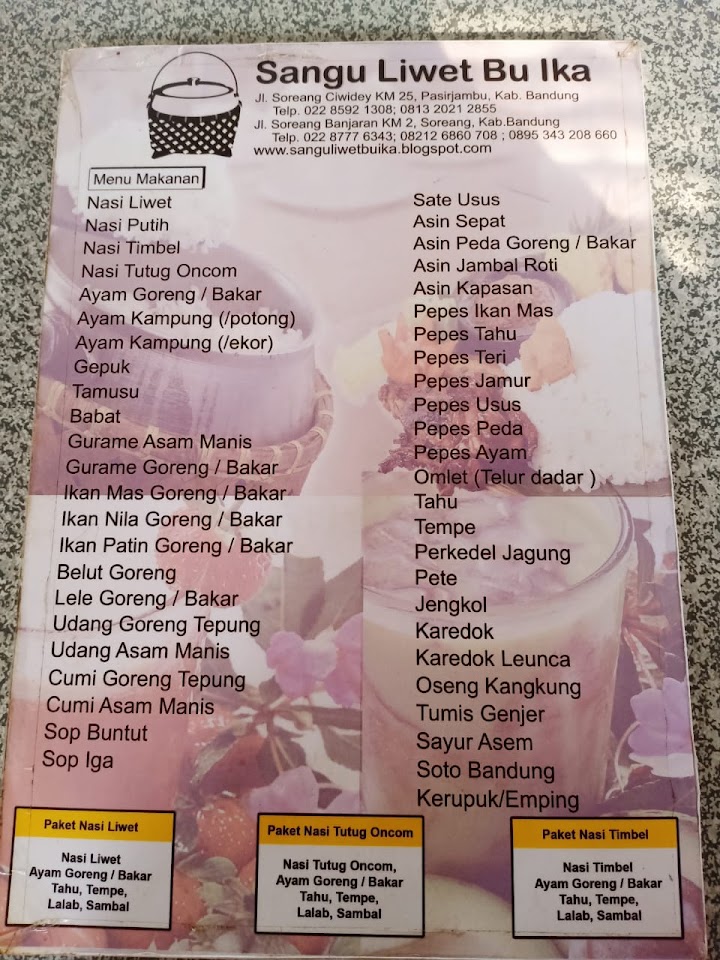 Sangu Liwet Bu Ika
Jl. Soreang Ciwidey KM 25, Pasirjambu, Kab. Bandung
Telp. 022 8592 1308; 0813 2021 2855
Jl. Soreang Banjaran KM 2, Soreang, Kab.Bandung
Telp. 022 8777 6343; 08212 6860 708 ; 0895 343 208 660
www.sanguliwetbuika.blogspot.com
Menu Makanan
Nasi Liwet
Nasi Putih
Nasi Timbel
Nasi Tutug Oncom
Ayam Goreng / Bakar
Ayam Kampung (/potong)
Ayam Kampung (/ekor)
Gepuk
Tamusu
Babat
Gurame Asam Manis
Gurame Goreng / Bakar
Ikan Mas Goreng / Bakar
Ikan Nila Goreng / Bakar
Ikan Patin Goreng / Bakar
Belut Goreng
Lele Goreng / Bakar
Udang Goreng Tepung
Udang Asam Manis
Cumi Goreng Tepung
Cumi Asam Manis
Sop Buntut
Sop Iga
Sate Usus
Asin Sepat
Asin Peda Goreng / Bakar
Asin Jambal Roti
Asin Kapasan
Pepes Ikan Mas
Pepes Tahu
Pepes Teri
Pepes Jamur
Pepes Usus
Pepes Peda
Pepes Ayam
Omlet (Telur dadar )
Tahu
Tempe
Perkedel Jagung
Pete
Jengkol
Karedok
Karedok Leunca
Oseng Kangkung
Tumis Genjer
Sayur Asem
Soto Bandung
Kerupuk/Emping
Paket Nasi Liwet
Nasi Liwet
Ayam Goreng / Bakar
Tahu, Tempe,
Lalab, Sambal
Paket Nasi Tutug Oncom
Nasi Tutug Oncom,
Ayam Goreng / Bakar
Tahu, Tempe,
Lalab, Sambal
Paket Nasi Timbel
Nasi Timbel
Ayam Goreng / Bakar
Tahu, Tempe,
Lalab, Sambal